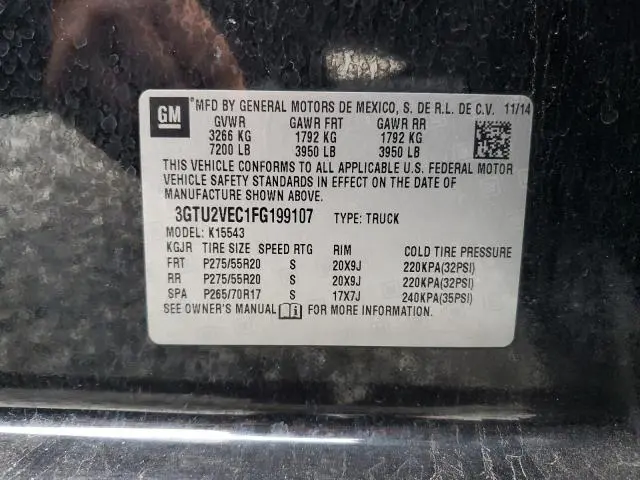 GM MFD BY GENERAL MOTORS DE MEXICO, S. DE R.L. DE C.V. 11/14
GVWR GAWR FRT GAWR RR
3266 KG 1792 KG 1792 KG
7200 LB 3950 LB 3950 LB
THIS VEHICLE CONFORMS TO ALL APPLICABLE U.S. FEDERAL MOTOR
VEHICLE SAFETY STANDARDS IN EFFECT ON THE DATE OF
MANUFACTURE SHOWN ABOVE.
3GTU2VEC1FG199107 TYPE: TRUCK
MODEL: K15543
KGJR TIRE SIZE SPEED RTG RIM COLD TIRE PRESSURE
FRT P275/55R20 S 20X9J 220KPA(32PSI)
RR P275/55R20 S 20X9J 220KPA(32PSI)
SPA P265/70R17 S 17X7J 240KPA(35PSI)
SEE OWNER'S MANUAL FOR MORE INFORMATION.